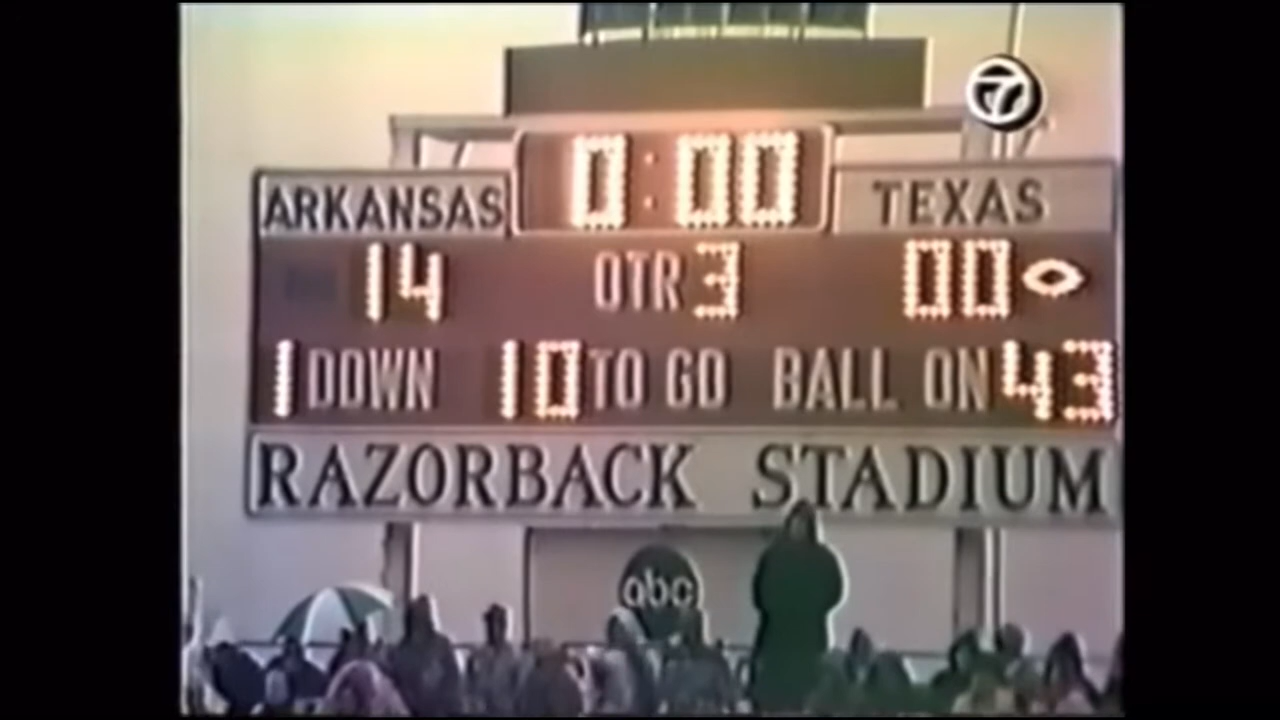 7
0:00
ARKANSAS TEXAS
14 QTR 3 00
1 DOWN 10 TO GO BALL ON 43
RAZORBACK STADIUM
abc